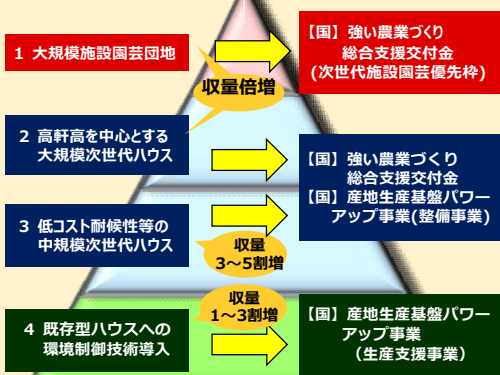 1 大規模施設園芸団地
【国】強い農業づくり
総合支援交付金
(次世代施設園芸優先枠)
収量倍増
2 高軒高を中心とする
大規模次世代ハウス
【国】強い農業づくり
総合支援交付金
【国】産地生産基盤パワー
アップ事業(整備事業)
3 低コスト耐候性等の
中規模次世代ハウス
収量
3～5割増
収量
1～3割増
4 既存型ハウスへの
環境制御技術導入
【国】産地生産基盤パワー
アップ事業
（生産支援事業）